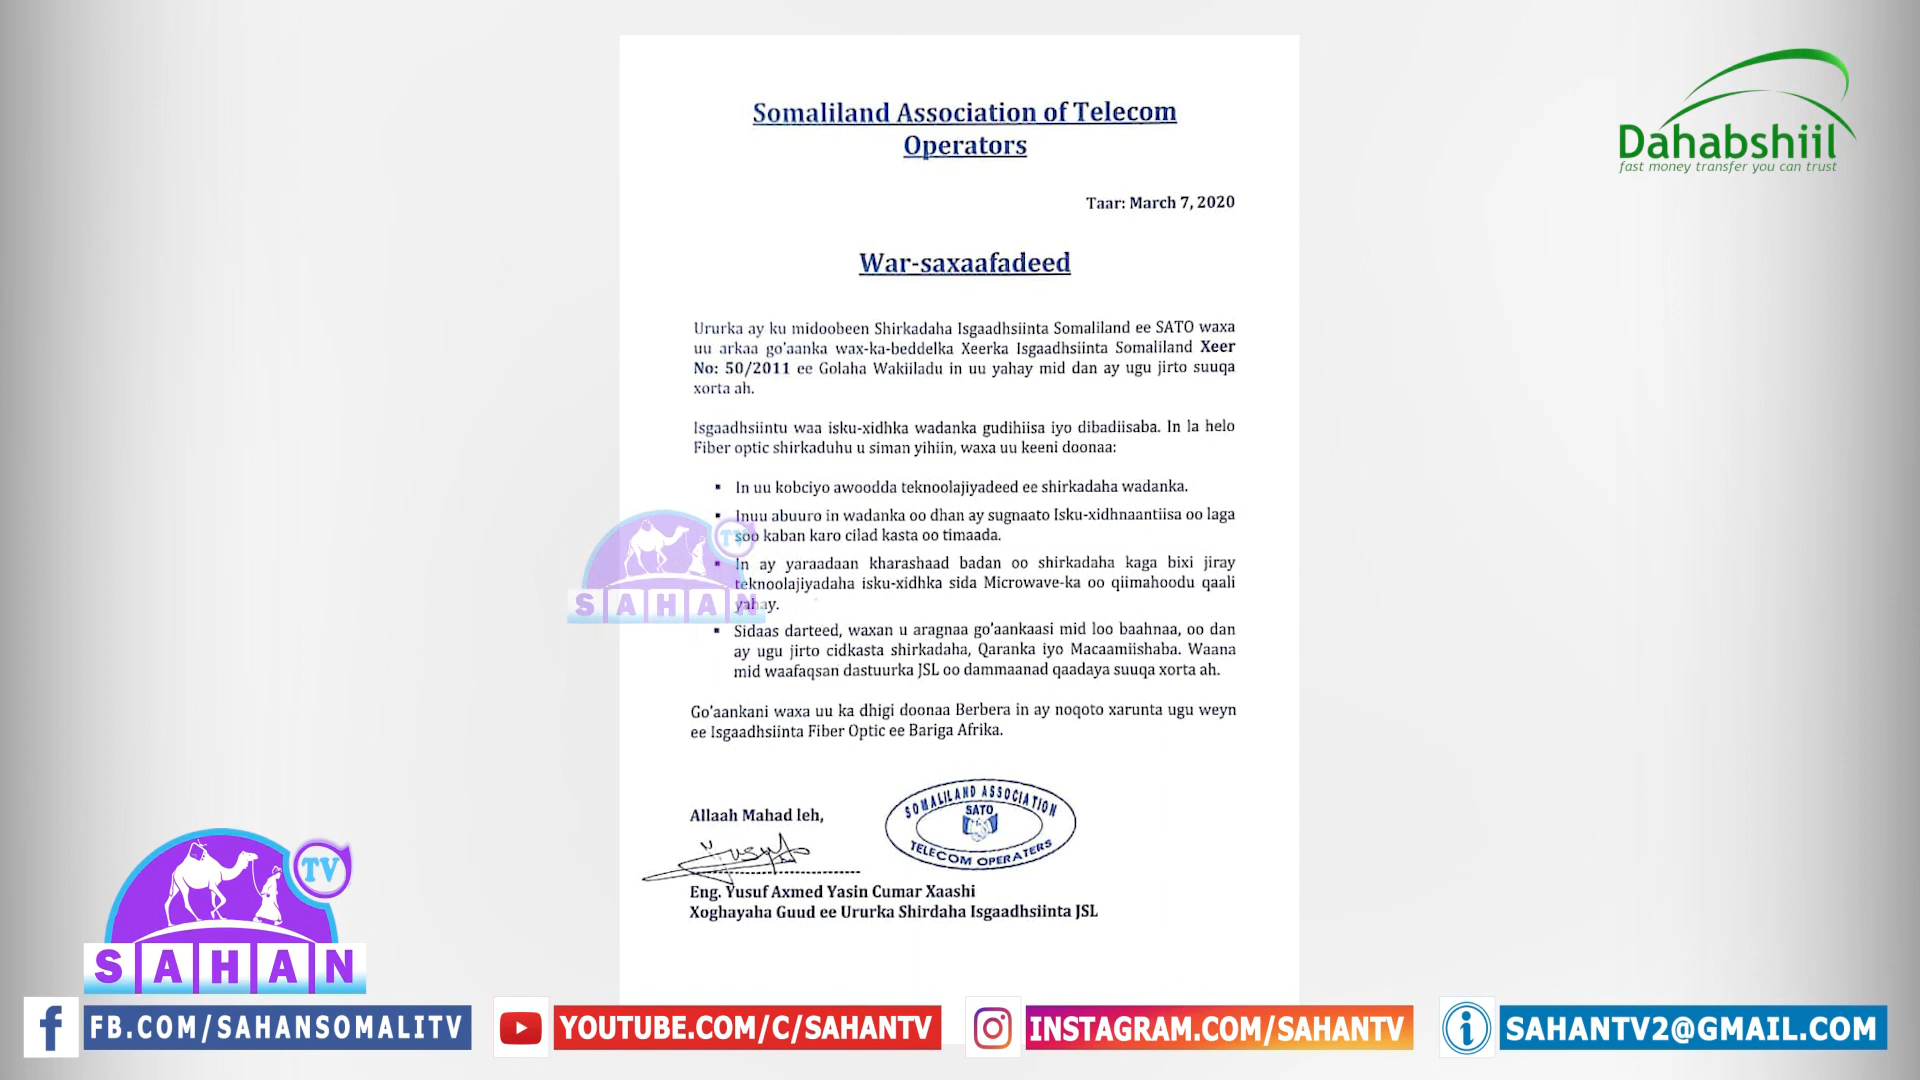 Somaliland Association of Telecom
Operators
Taar: March 7, 2020
War-saxaafadeed
Ururka ay ku midoobeen Shirkadaha Isgaadhsiinta Somaliland ee SATO waxa
uu arkaa go'aanka wax-ka-beddelka Xeerka Isgaadhsiinta Somaliland Xeer
No: 50/2011 ee Golaha Wakiiladu in uu yahay mid dan ay ugu jirto suuqa
xorta ah.
Isgaadhsiintu waa isku-xidhka wadanka gudihiisa iyo dibadiisaba. In la helo
Fiber optic shirkaduhu u siman yihiin, waxa uu keeni doonaa:
▪ In uu kobciyo awoodda teknoolajiyadeed ee shirkadaha wadanka.
▪ Inuu abuuro in wadanka oo dhan ay sugnaato Isku-xidhnaantiisa oo laga
soo kaban karo cilad kasta oo timaada.
▪ In ay yaraadaan kharashaad badan oo shirkadaha kaga bixi jiray
teknoolajiyadaha isku-xidhka sida Microwave-ka oo qiimahoodu qaali
yahay.
▪ Sidaas darteed, waxan u aragnaa go'aankaasi mid loo baahnaa, oo dan
ay ugu jirto cidkasta shirkadaha, Qaranka iyo Macaamiishaba. Waana
mid waafaqsan dastuurka JSL oo dammaanad qaadaya suuqa xorta ah.
Go'aankani waxa uu ka dhigi doonaa Berbera in ay noqoto xarunta ugu weyn
ee Isgaadhsiinta Fiber Optic ee Bariga Afrika.
Allaah Mahad leh,
SOMALILAND ASSOCIATION
SATO
TELECOM OPERATERS
Eng. Yusuf Axmed Yasin Cumar Xaashi
Xoghayaha Guud ee Ururka Shirdaha Isgaadhsiinta JSL
Dahabshiil
fast money transfer you can trust
TV
SAHAN
TV
SAHAN
FB.COM/SAHANSOMALITV
YOUTUBE.COM/C/SAHANTV
INSTAGRAM.COM/SAHANTV
SAHANTV2@GMAIL.COM